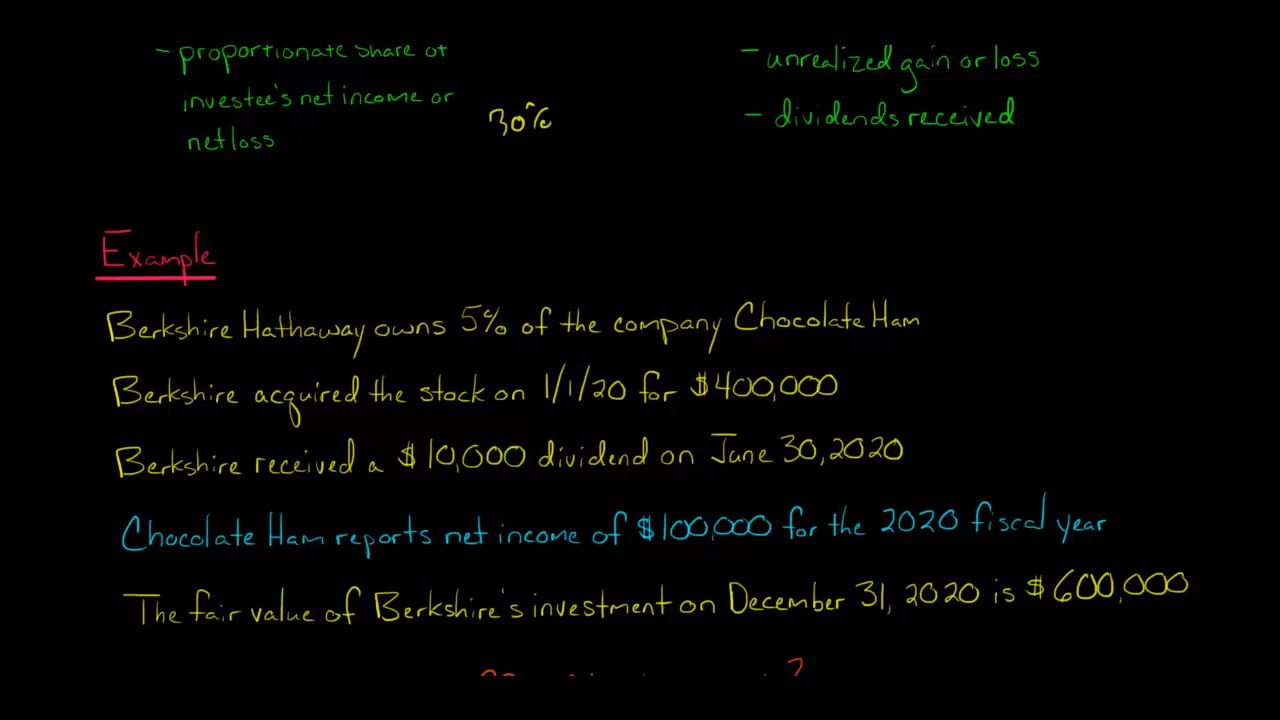 - proportionate share of
investee's net income or
net loss
30%
- unrealized gain or loss
- dividends received
Example
Berkshire Hathaway owns 5% of the company Chocolate Ham
Berkshire acquired the stock on 1/1/20 for $400,000
Berkshire received a $10,000 dividend on June 30, 2020
Chocolate Ham reports net income of $100,000 for the 2020 fiscal year
The fair value of Berkshire's investment on December 31, 2020 is $600,000